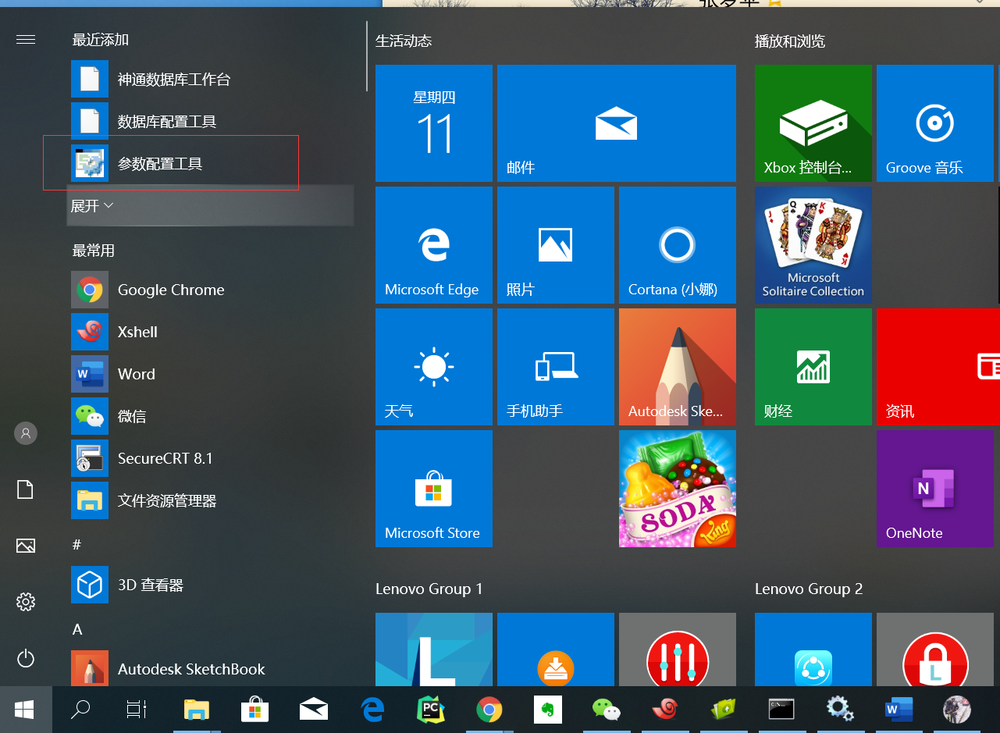 最近添加
神通数据库工作台
数据库配置工具
参数配置工具
展开
最常用
Google Chrome
Xshell
Word
微信
SecureCRT 8.1
文件资源管理器
#
3D 查看器
A
Autodesk SketchBook
生活动态
星期四
11
邮件
Microsoft Edge
照片
Cortana (小娜)
天气
手机助手
Autodesk Ske...
SODA
King
Microsoft Store
Lenovo Group 1
L
播放和浏览
Xbox 控制台...
Groove 音乐
J Q K K
Microsoft
Solitaire Collection
财经
资讯
N
OneNote
Lenovo Group 2
L
W
PC
W